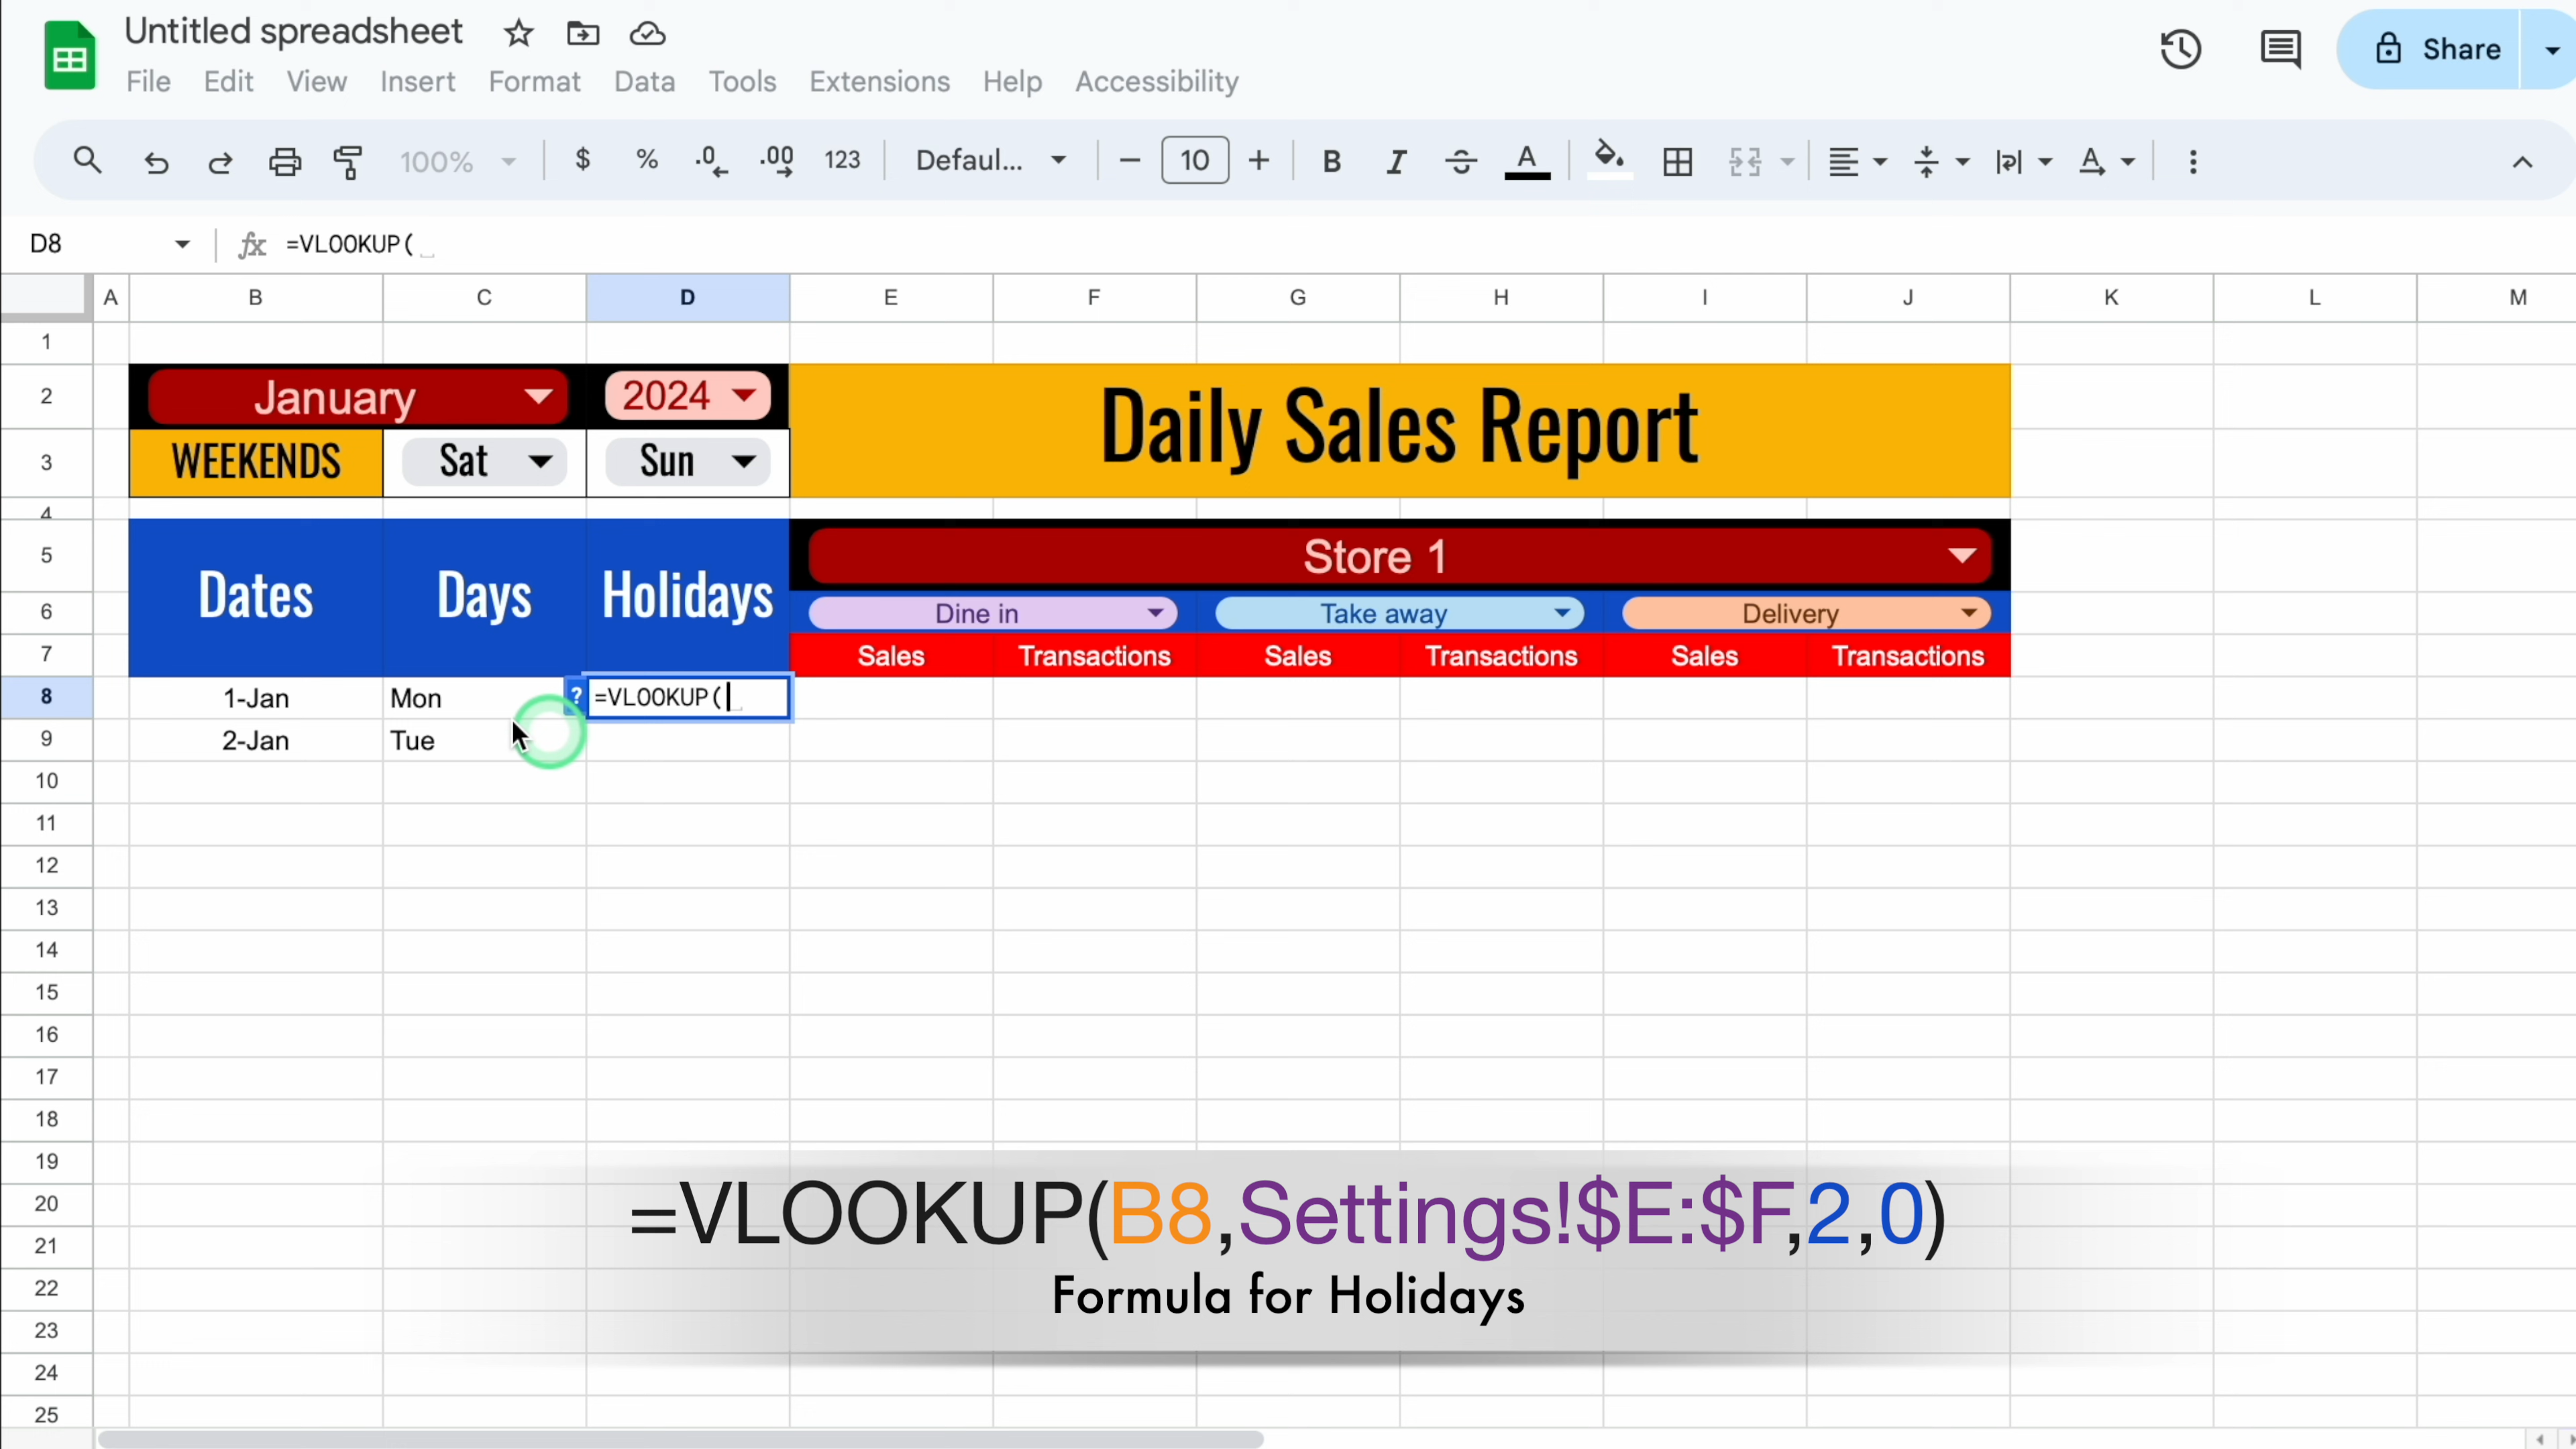 Untitled spreadsheet
File Edit View Insert Format Data Tools Extensions Help Accessibility
Share
100% $ % .0 .00 123 Defaul... 10 B I A A
D8 fx =VLOOKUP(
A B C D E F G H I J K L M
1
2 January 2024 Daily Sales Report
3 WEEKENDS Sat Sun
4
5 Dates Days Holidays Store 1
6 Dine in Take away Delivery
7 Sales Transactions Sales Transactions Sales Transactions
8 1-Jan Mon ? =VLOOKUP(
9 2-Jan Tue
10
11
12
13
14
15
16
17
18
19
20 =VLOOKUP(B8,Settings!$E:$F,2,0)
21
22 Formula for Holidays
23
24
25